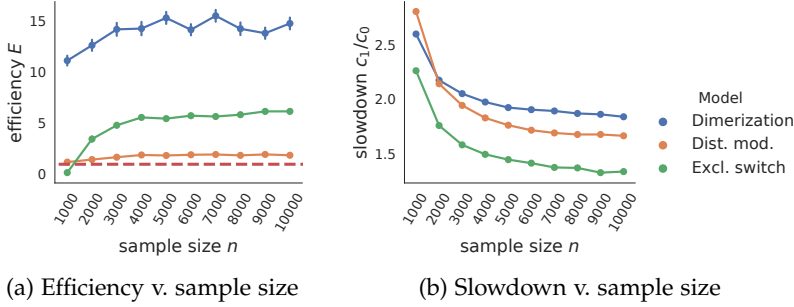 efficiency E
15
10
5
0
1000
2000
3000
4000
5000
6000
7000
8000
9000
10000
sample size n
(a) Efficiency v. sample size
slowdown c₁/c₀
2.5
2.0
1.5
1000
2000
3000
4000
5000
6000
7000
8000
9000
10000
sample size n
(b) Slowdown v. sample size
Model
Dimerization
Dist. mod.
Excl. switch